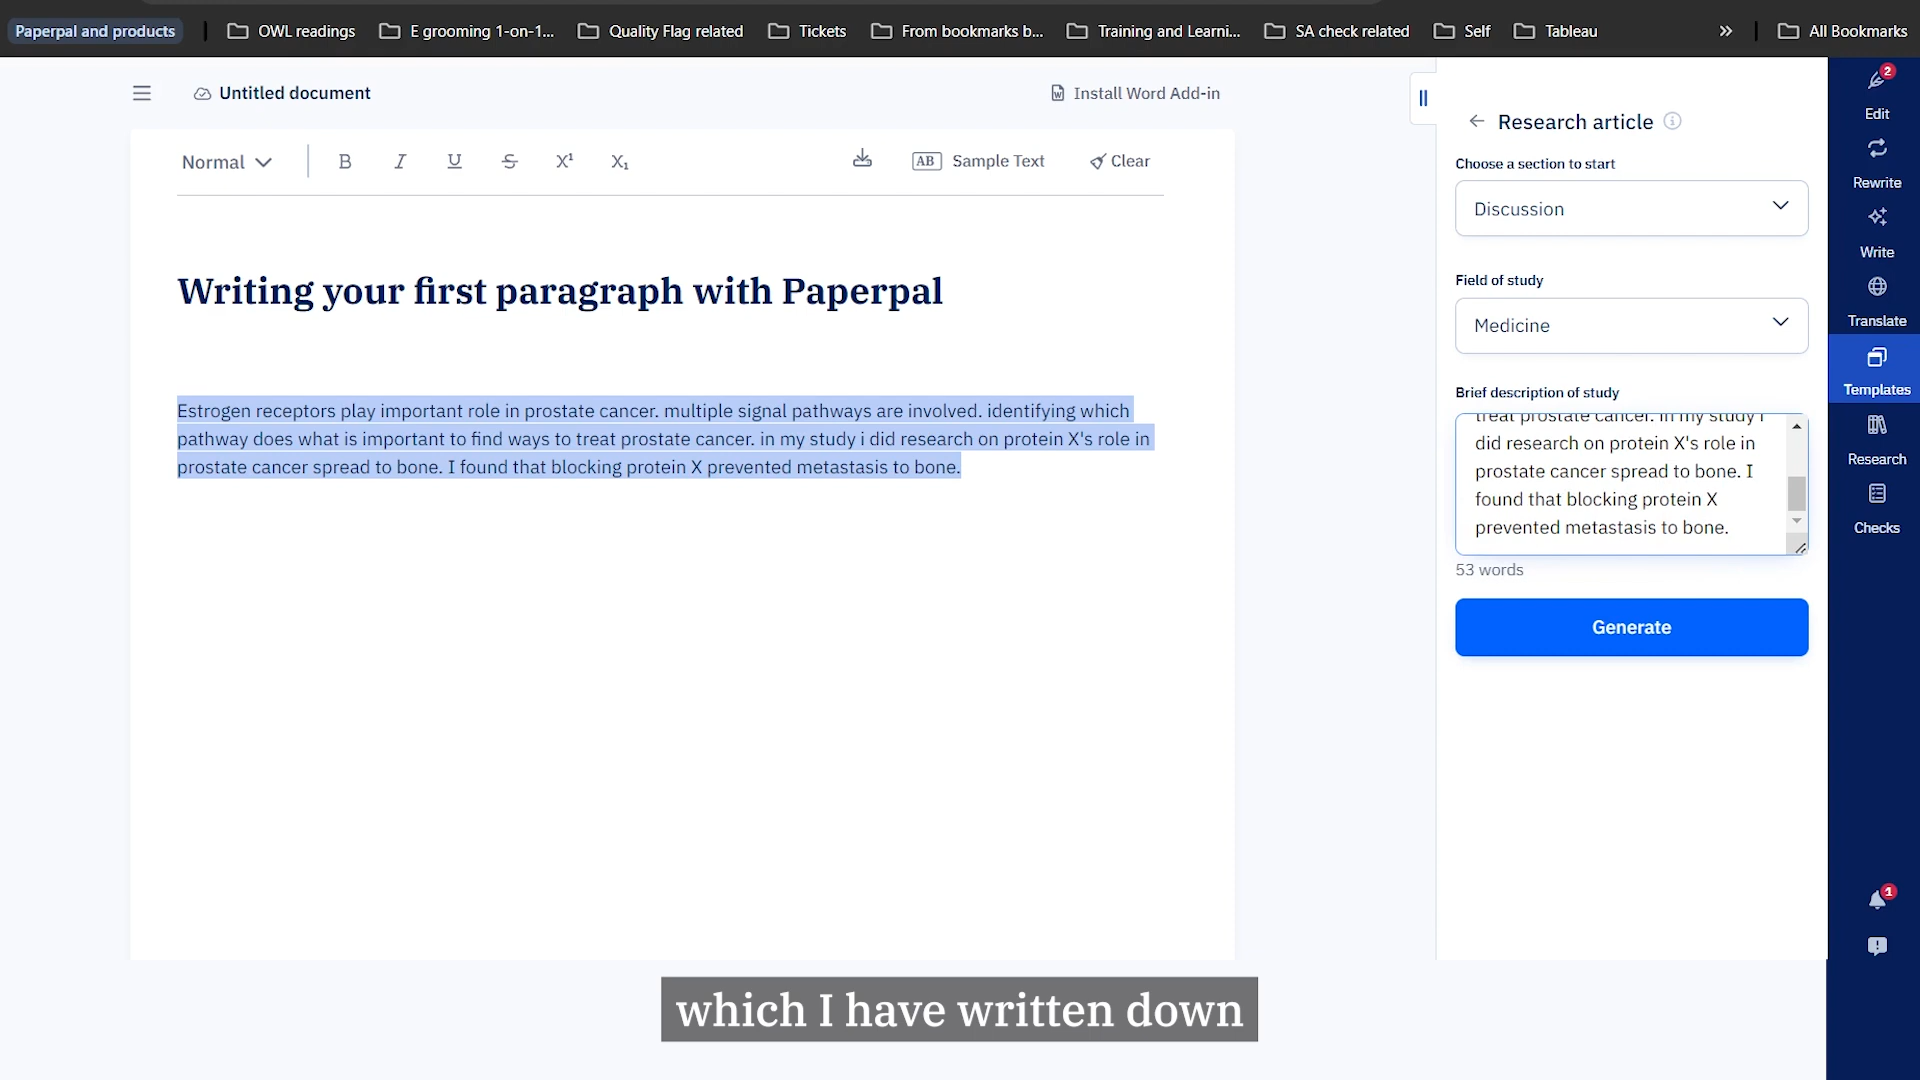 Paperpal and products
OWL readings
E grooming 1-on-1...
Quality Flag related
Tickets
From bookmarks b...
Training and Learni...
SA check related
Self
Tableau
»
All Bookmarks
Untitled document
Install Word Add-in
Normal
B I U S X¹ X₁
AB Sample Text
Clear
Writing your first paragraph with Paperpal
Estrogen receptors play important role in prostate cancer. multiple signal pathways are involved. identifying which
pathway does what is important to find ways to treat prostate cancer. in my study i did research on protein X's role in
prostate cancer spread to bone. I found that blocking protein X prevented metastasis to bone.
Research article
Choose a section to start
Discussion
Field of study
Medicine
Brief description of study
treat prostate cancer. in my study i
did research on protein X's role in
prostate cancer spread to bone. I
found that blocking protein X
prevented metastasis to bone.
53 words
Generate
2
Edit
Rewrite
Write
Translate
Templates
Research
Checks
1
which I have written down